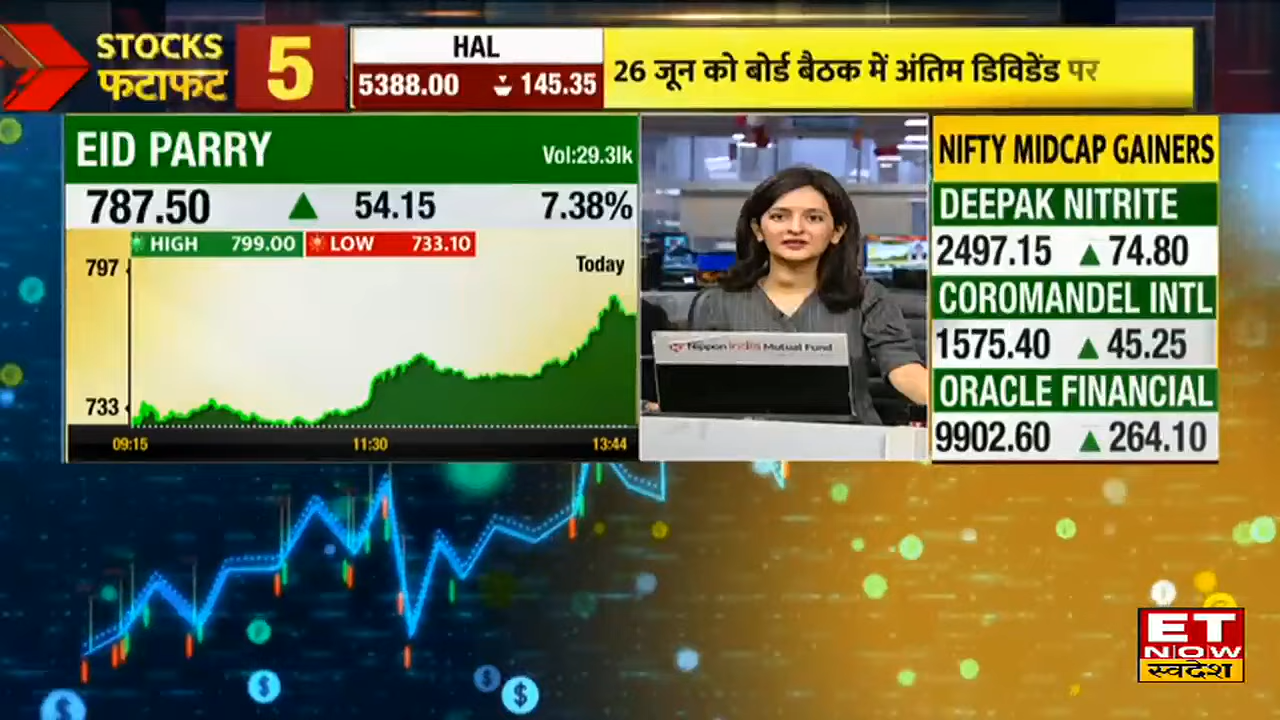 STOCKS
फटाफट
5
HAL
5388.00 145.35
26 जून को बोर्ड बैठक में अंतिम डिविडेंड पर
EID PARRY
Vol:29.3lk
787.50 54.15 7.38%
HIGH 799.00 LOW 733.10
797
Today
733
09:15 11:30 13:44
Nippon India Mutual Fund
NIFTY MIDCAP GAINERS
DEEPAK NITRITE
2497.15 74.80
COROMANDEL INTL
1575.40 45.25
ORACLE FINANCIAL
9902.60 264.10
ET
NOW
स्वदेश